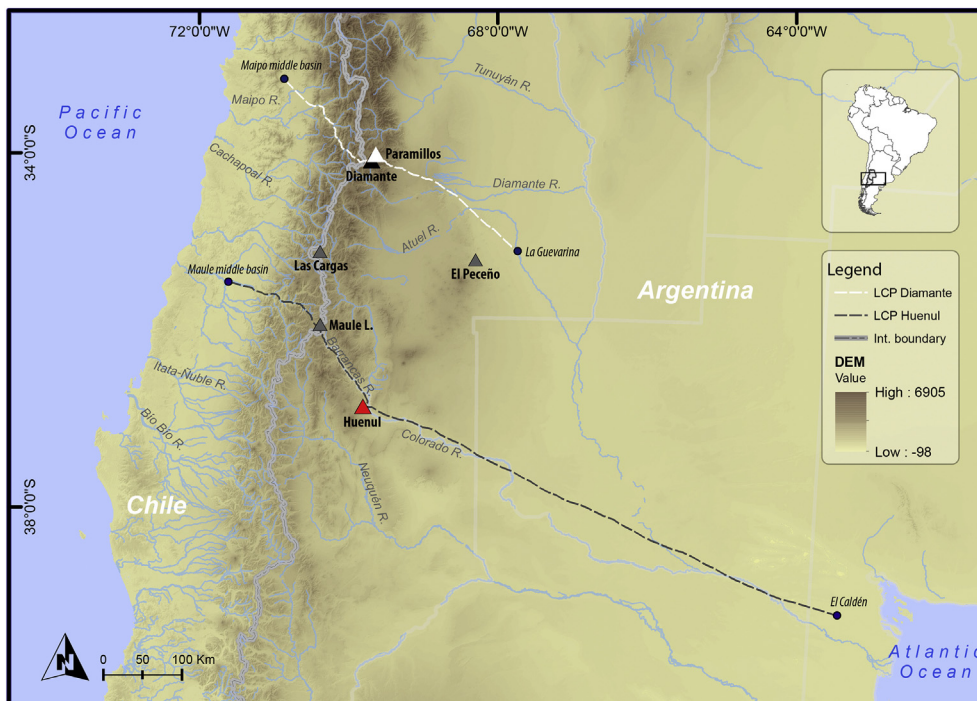 72°0'0"W
68°0'0"W
64°0'0"W
Maipo middle basin
Tunuyán R.
Maipo R.
Pacific
Ocean
34°0'0"S
Paramillos
Diamante
Cachapoal R.
Diamante R.
Atuel R.
La Guevarina
Las Cargas
El Peceño
Maule middle basin
Argentina
Maule L.
Barrancas R.
Itata-Ñuble R.
Huenul
Bío Bío R.
Colorado R.
Neuquén R.
38°0'0"S
Chile
El Caldén
Atlantic
Ocean
N
0 50 100 Km
Legend
LCP Diamante
LCP Huenul
Int. boundary
DEM
Value
High : 6905
Low : -98